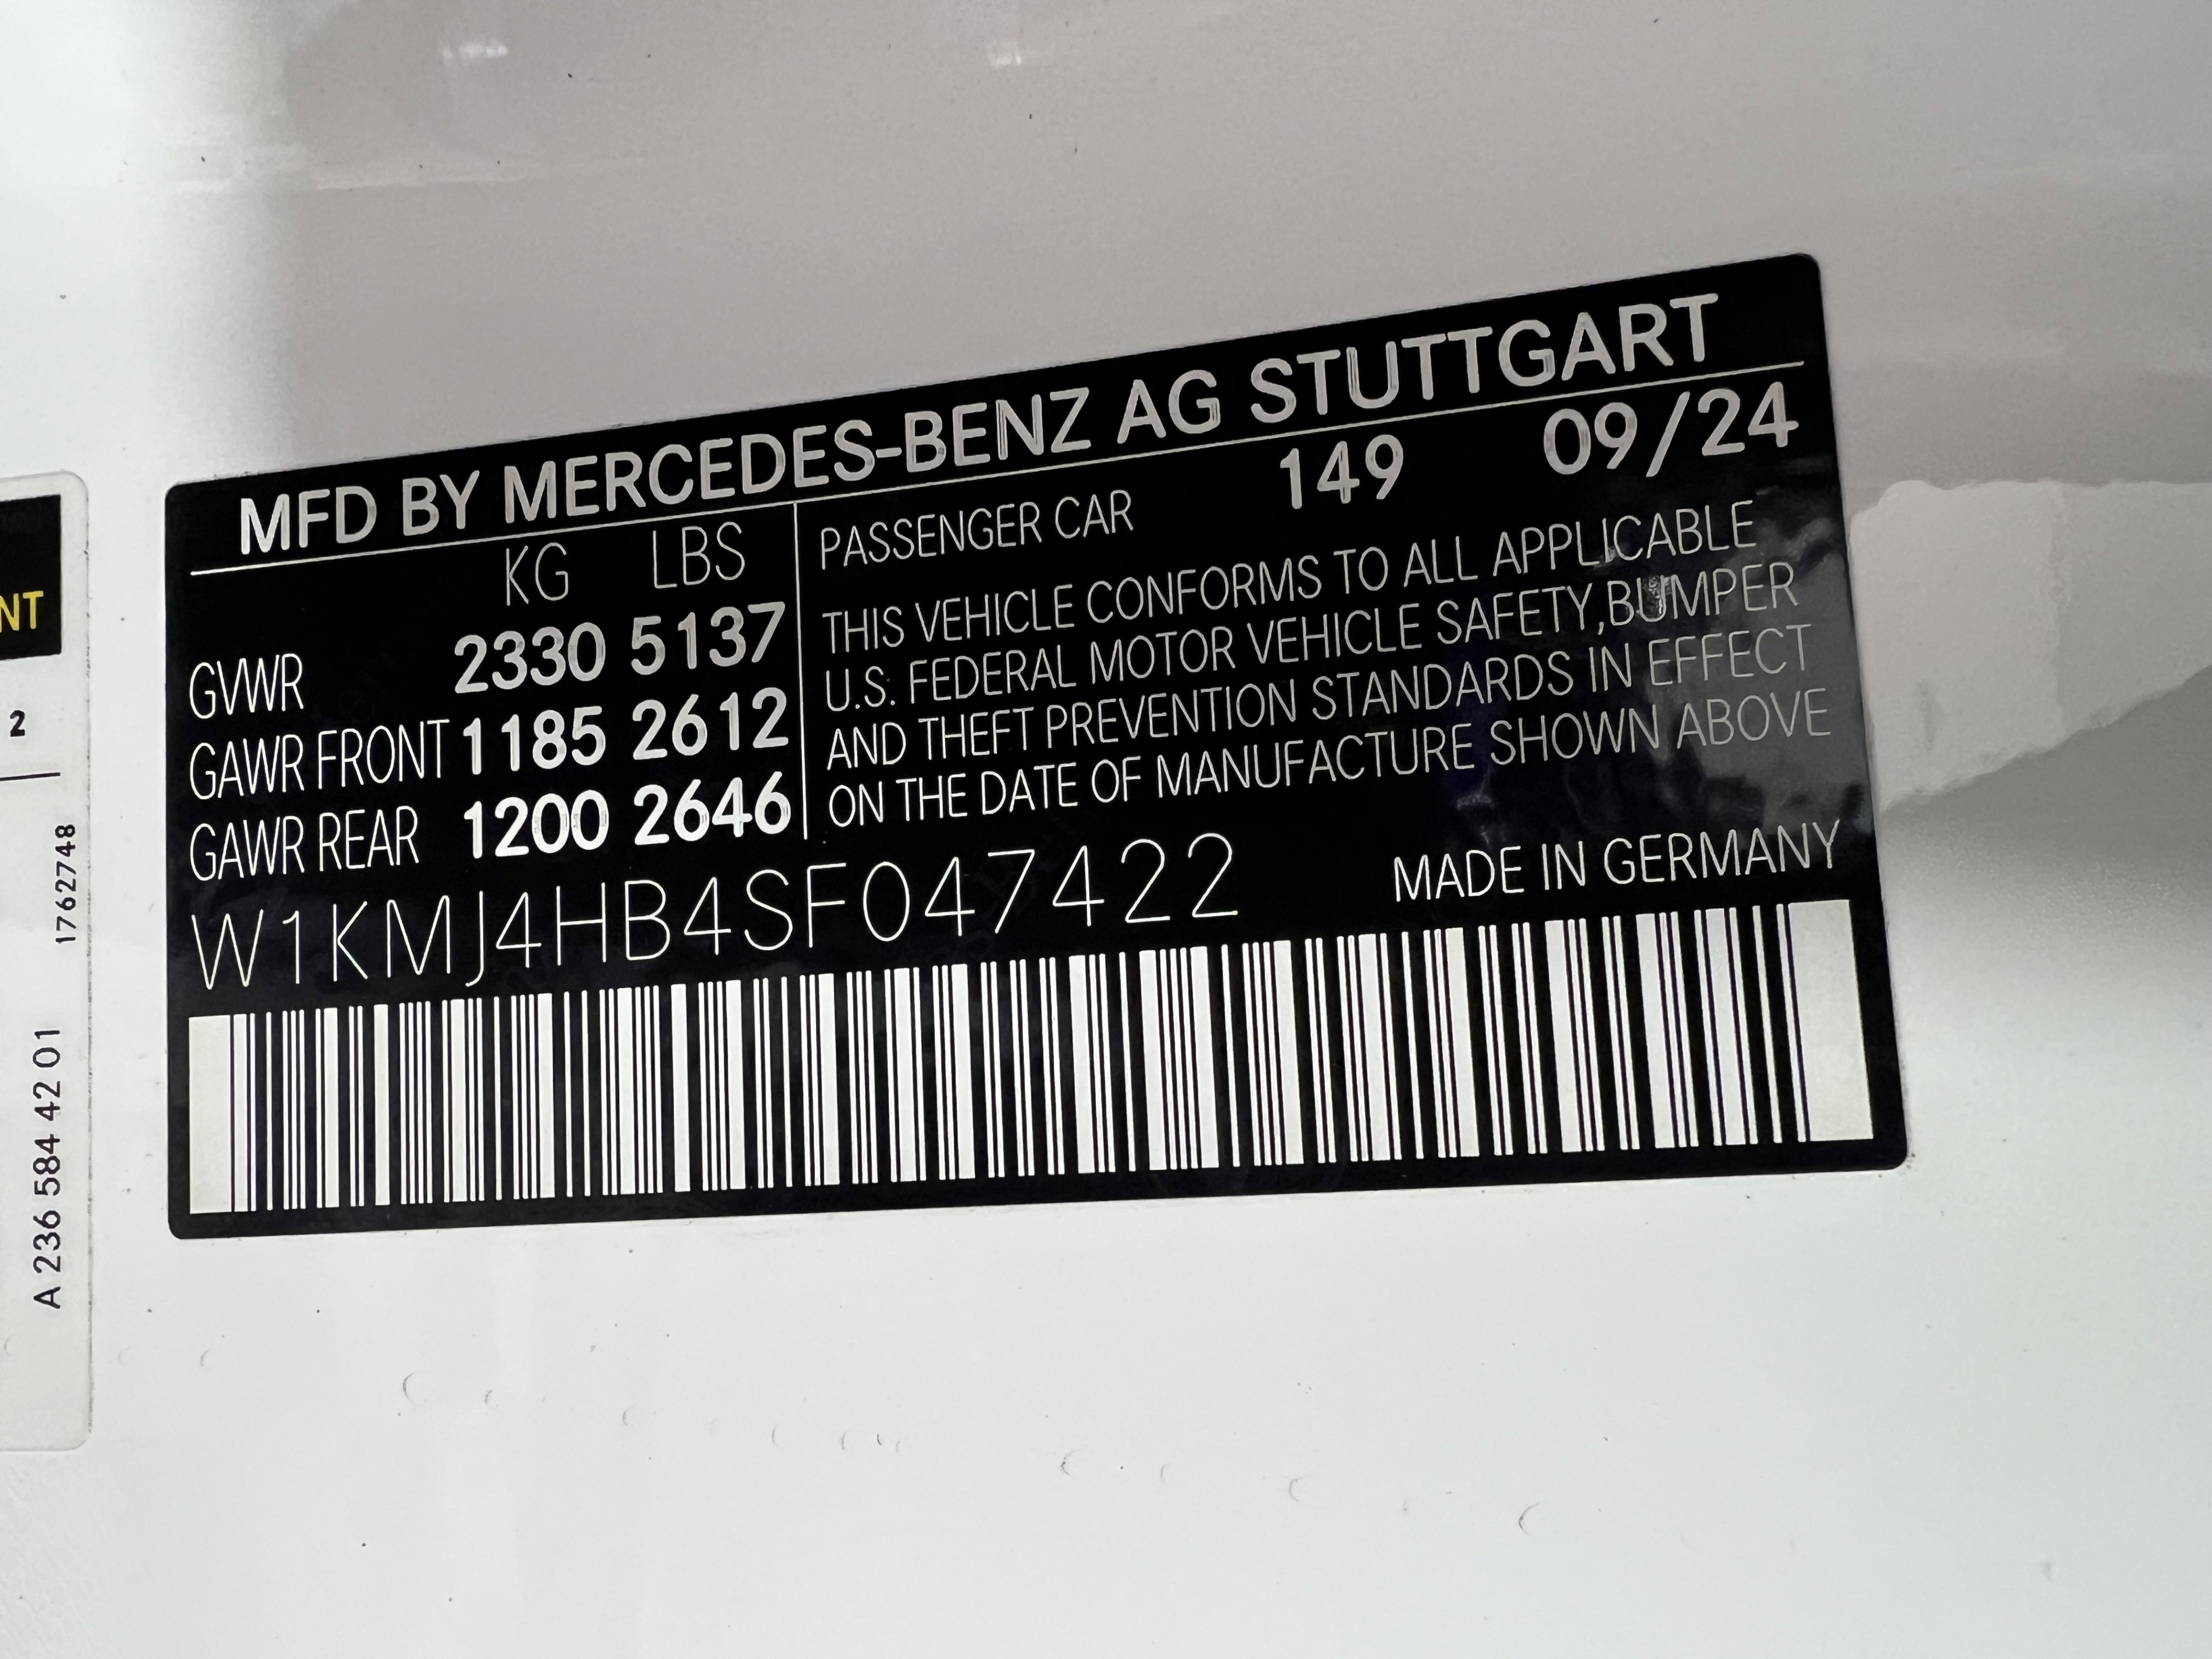 MFD BY MERCEDES-BENZ AG STUTTGART
KG LBS
GVWR 2330 5137
GAWR FRONT 1185 2612
GAWR REAR 1200 2646
PASSENGER CAR 149 09/24
THIS VEHICLE CONFORMS TO ALL APPLICABLE
U.S. FEDERAL MOTOR VEHICLE SAFETY,BUMPER
AND THEFT PREVENTION STANDARDS IN EFFECT
ON THE DATE OF MANUFACTURE SHOWN ABOVE
W1KMJ4HB4SF047422
MADE IN GERMANY
NT
2
A 236 584 42 01 1762748